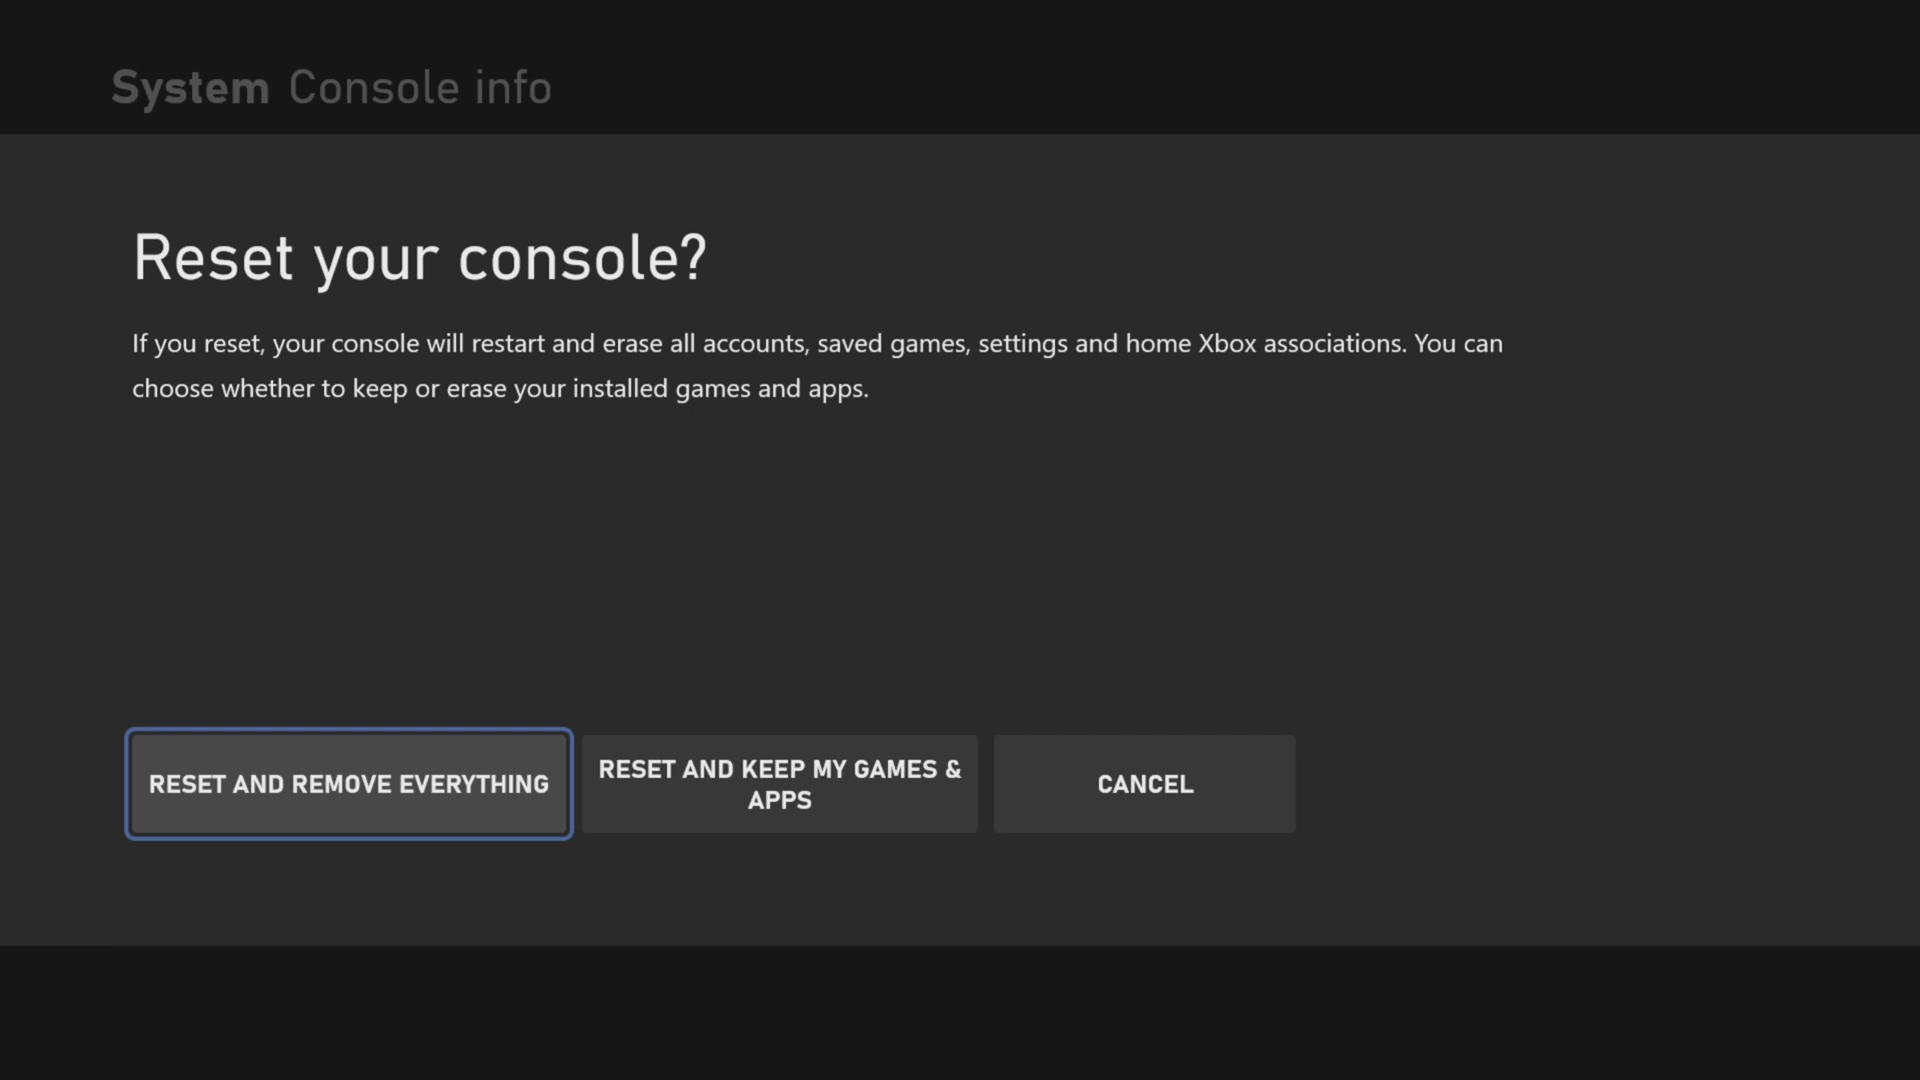 System Console info
Reset your console?
If you reset, your console will restart and erase all accounts, saved games, settings and home Xbox associations. You can
choose whether to keep or erase your installed games and apps.
RESET AND REMOVE EVERYTHING
RESET AND KEEP MY GAMES &
APPS
CANCEL